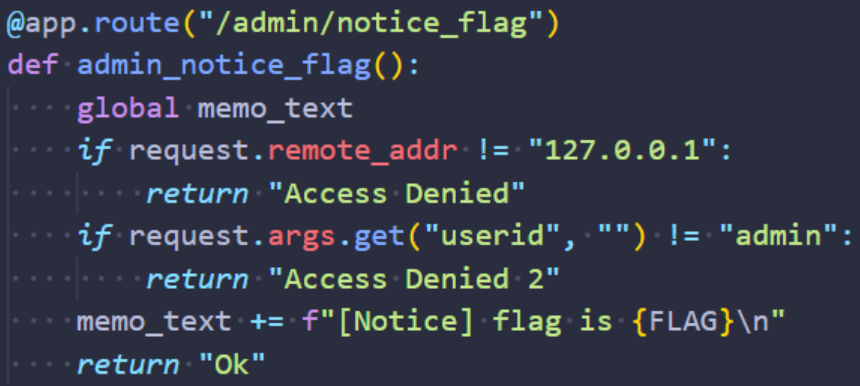 @app.route("/admin/notice_flag")
def admin_notice_flag():
    global memo_text
    if request.remote_addr != "127.0.0.1":
        return "Access Denied"
    if request.args.get("userid", "") != "admin":
        return "Access Denied 2"
    memo_text += f"[Notice] flag is {FLAG}\n"
    return "Ok"